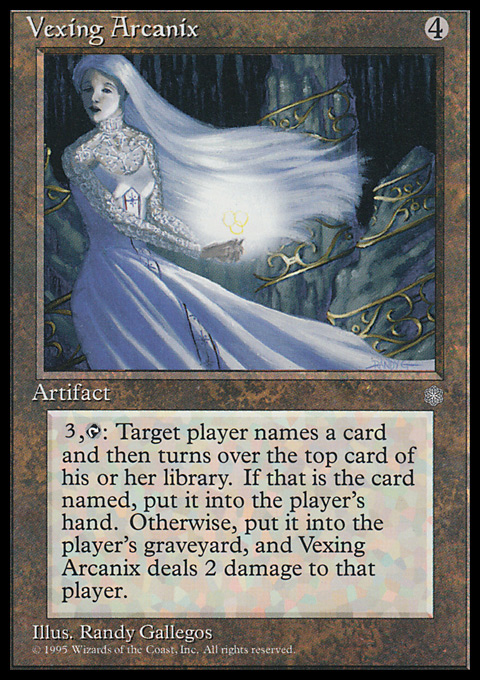 Vexing Arcanix 4
Artifact
3,: Target player names a card
and then turns over the top card of
his or her library. If that is the card
named, put it into the player's
hand. Otherwise, put it into the
player's graveyard, and Vexing
Arcanix deals 2 damage to that
player.
Illus. Randy Gallegos
© 1995 Wizards of the Coast, Inc. All rights reserved.